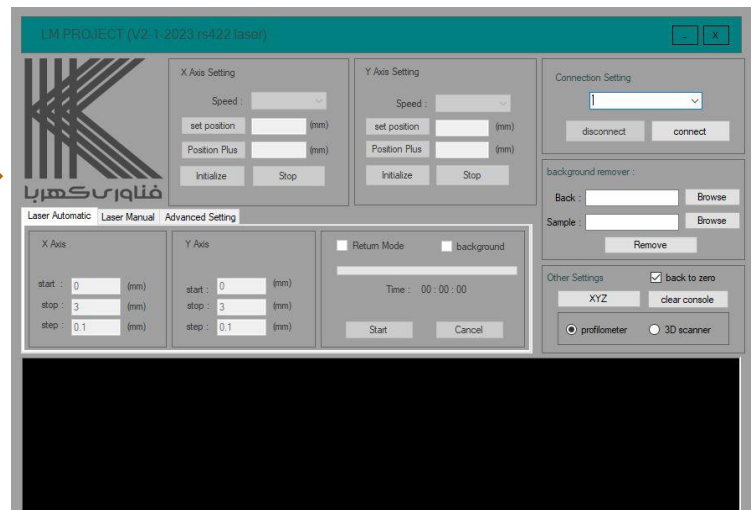 LM PROJECT (V2-1-2023 rs422 laser)
- X
فناوری کهربا
X Axis Setting
Speed :
set position (mm)
Position Plus (mm)
Initialize Stop
Y Axis Setting
Speed :
set position (mm)
Position Plus (mm)
Initialize Stop
Connection Setting
disconnect connect
background remover :
Back : Browse
Sample : Browse
Remove
Laser Automatic Laser Manual Advanced Setting
X Axis
start : 0 (mm)
stop : 3 (mm)
step : 0.1 (mm)
Y Axis
start : 0 (mm)
stop : 3 (mm)
step : 0.1 (mm)
Return Mode background
Time : 00 : 00 : 00
Start Cancel
Other Settings back to zero
XYZ clear console
profilometer 3D scanner